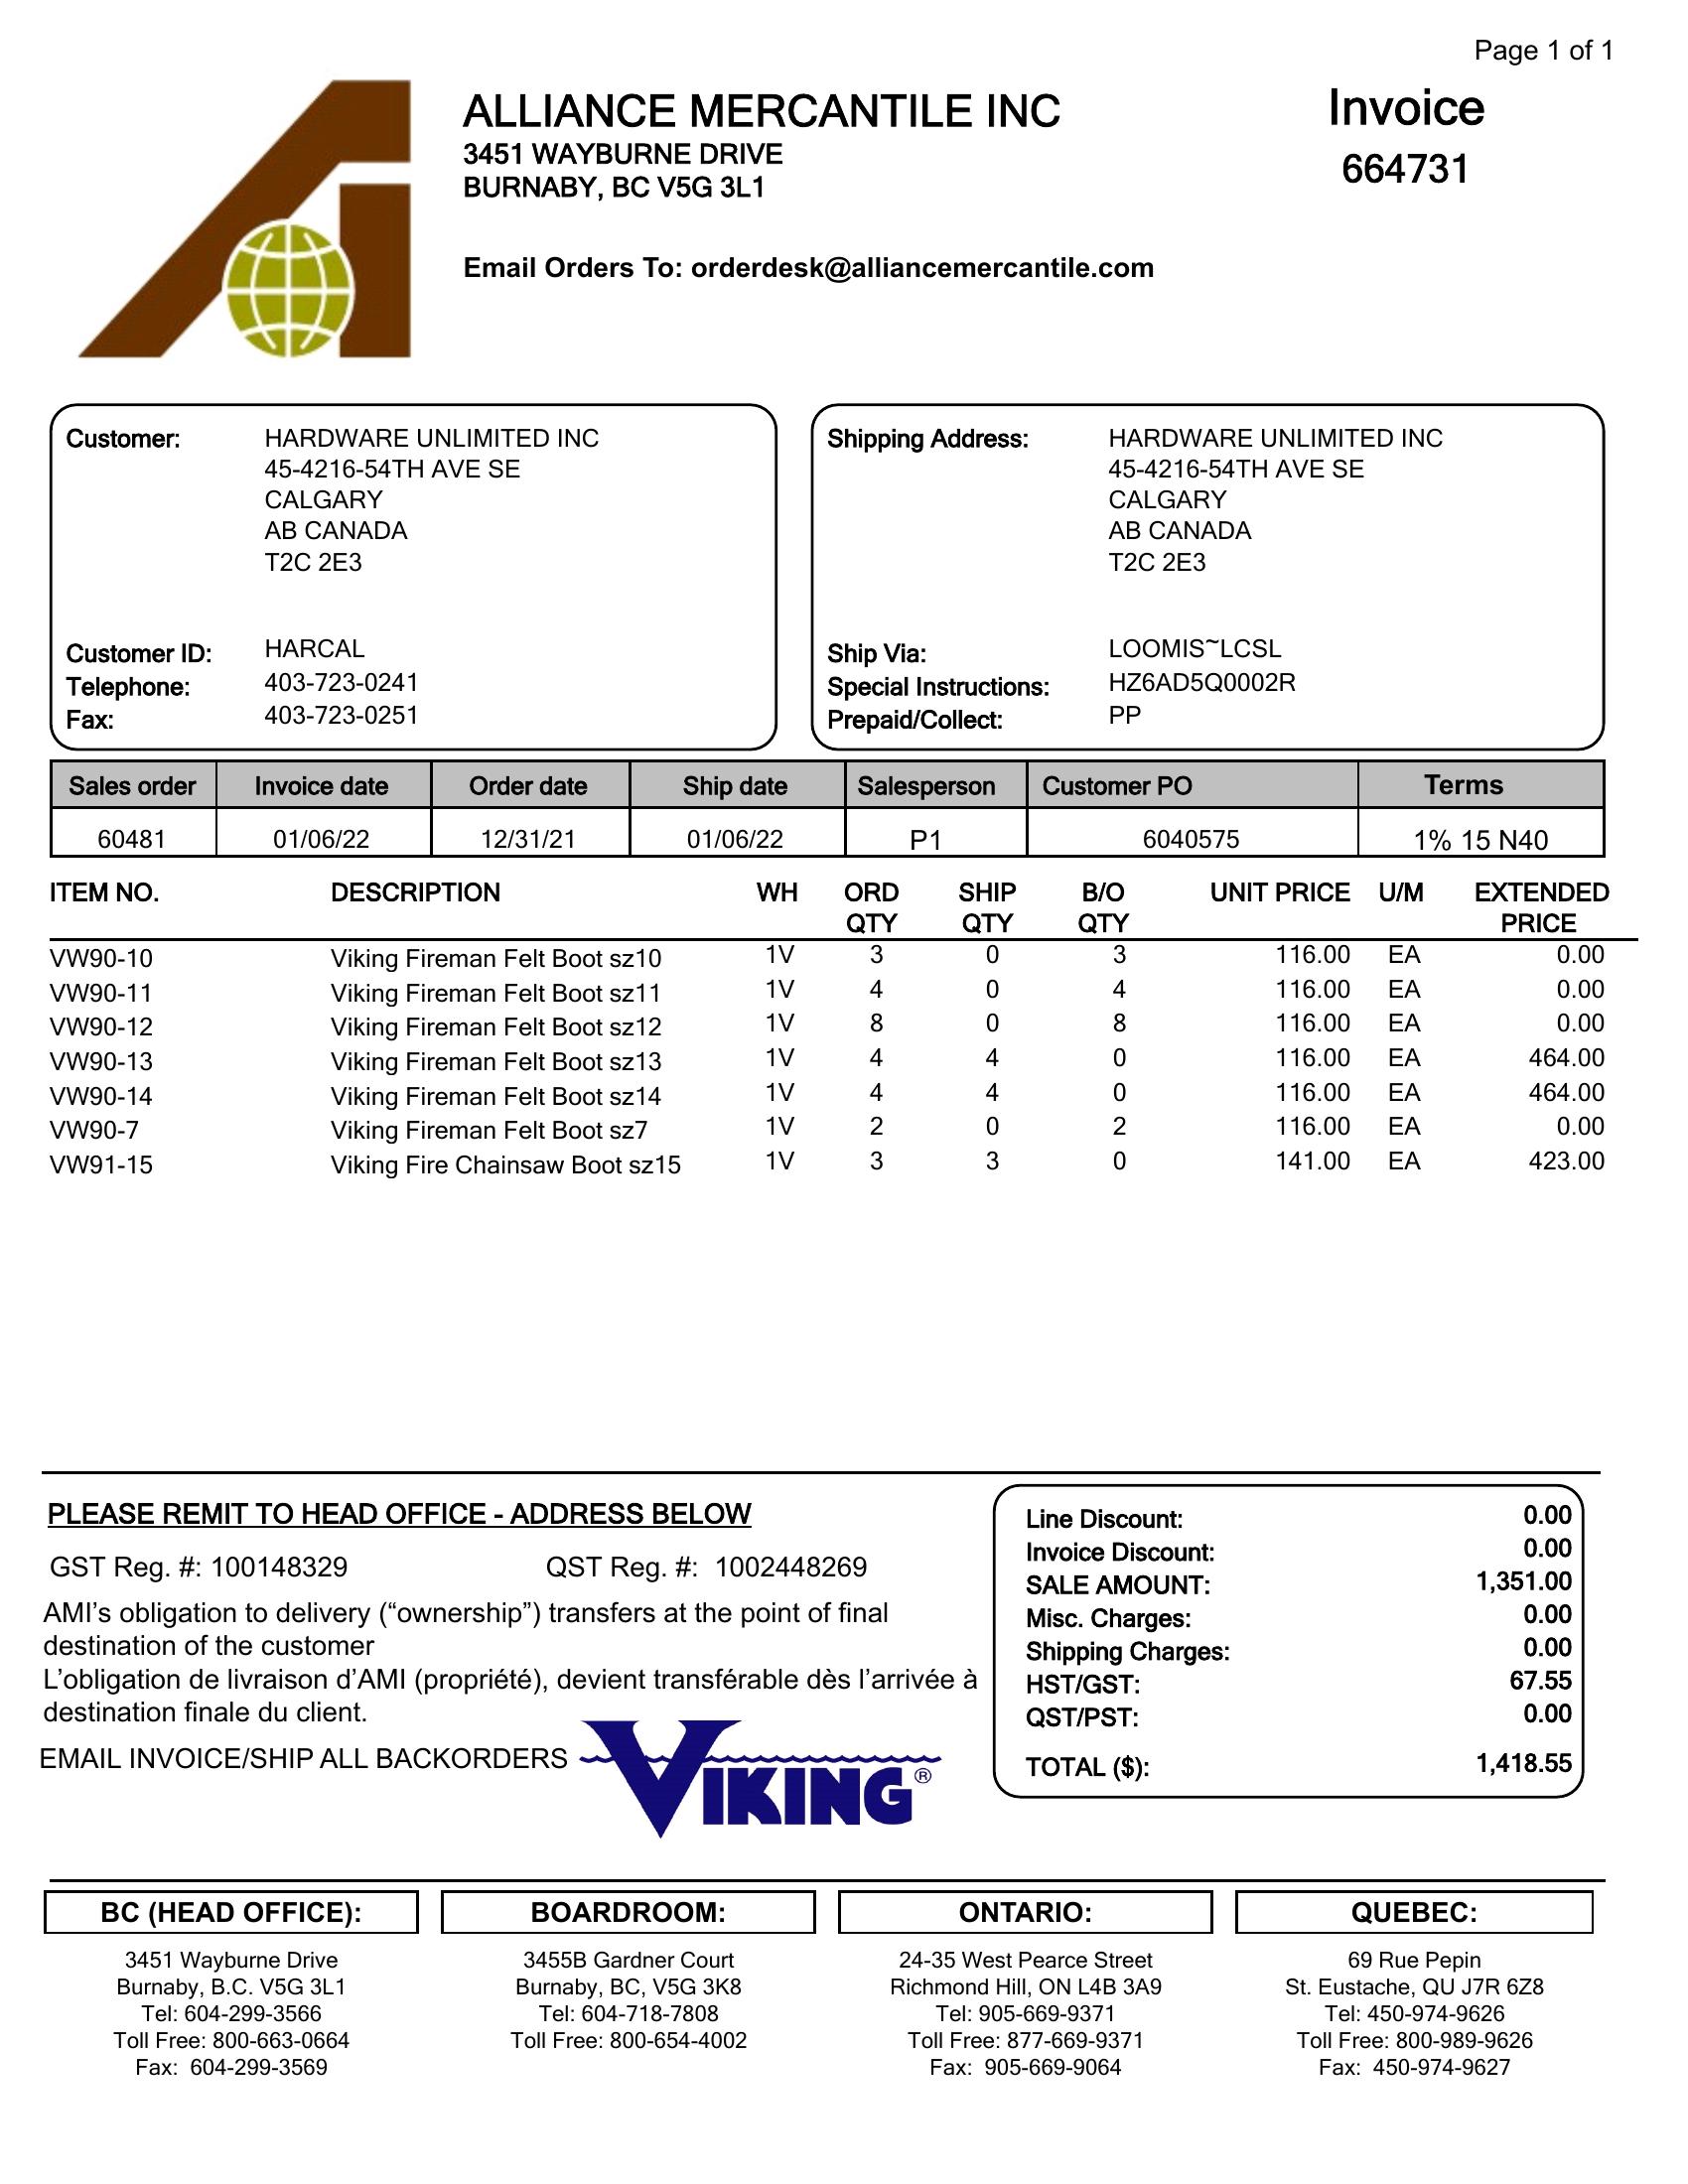 Page 1 of 1
ALLIANCE MERCANTILE INC
3451 WAYBURNE DRIVE
BURNABY, BC V5G 3L1
Invoice
664731
Email Orders To: orderdesk@alliancemercantile.com
Customer: HARDWARE UNLIMITED INC
45-4216-54TH AVE SE
CALGARY
AB CANADA
T2C 2E3
Customer ID: HARCAL
Telephone: 403-723-0241
Fax: 403-723-0251
Shipping Address: HARDWARE UNLIMITED INC
45-4216-54TH AVE SE
CALGARY
AB CANADA
T2C 2E3
Ship Via: LOOMIS~LCSL
Special Instructions: HZ6AD5Q0002R
Prepaid/Collect: PP
Sales order Invoice date Order date Ship date Salesperson Customer PO Terms
60481 01/06/22 12/31/21 01/06/22 P1 6040575 1% 15 N40
ITEM NO. DESCRIPTION WH ORD SHIP B/O UNIT PRICE U/M EXTENDED
QTY QTY QTY PRICE
VW90-10 Viking Fireman Felt Boot sz10 1V 3 0 3 116.00 EA 0.00
VW90-11 Viking Fireman Felt Boot sz11 1V 4 0 4 116.00 EA 0.00
VW90-12 Viking Fireman Felt Boot sz12 1V 8 0 8 116.00 EA 0.00
VW90-13 Viking Fireman Felt Boot sz13 1V 4 4 0 116.00 EA 464.00
VW90-14 Viking Fireman Felt Boot sz14 1V 4 4 0 116.00 EA 464.00
VW90-7 Viking Fireman Felt Boot sz7 1V 2 0 2 116.00 EA 0.00
VW91-15 Viking Fire Chainsaw Boot sz15 1V 3 3 0 141.00 EA 423.00
PLEASE REMIT TO HEAD OFFICE - ADDRESS BELOW
GST Reg. #: 100148329 QST Reg. #: 1002448269
AMI’s obligation to delivery (“ownership”) transfers at the point of final
destination of the customer
L’obligation de livraison d’AMI (propriété), devient transférable dès l’arrivée à
destination finale du client.
EMAIL INVOICE/SHIP ALL BACKORDERS
VIKING®
Line Discount: 0.00
Invoice Discount: 0.00
SALE AMOUNT: 1,351.00
Misc. Charges: 0.00
Shipping Charges: 0.00
HST/GST: 67.55
QST/PST: 0.00
TOTAL ($): 1,418.55
BC (HEAD OFFICE):
3451 Wayburne Drive
Burnaby, B.C. V5G 3L1
Tel: 604-299-3566
Toll Free: 800-663-0664
Fax: 604-299-3569
BOARDROOM:
3455B Gardner Court
Burnaby, BC, V5G 3K8
Tel: 604-718-7808
Toll Free: 800-654-4002
ONTARIO:
24-35 West Pearce Street
Richmond Hill, ON L4B 3A9
Tel: 905-669-9371
Toll Free: 877-669-9371
Fax: 905-669-9064
QUEBEC:
69 Rue Pepin
St. Eustache, QU J7R 6Z8
Tel: 450-974-9626
Toll Free: 800-989-9626
Fax: 450-974-9627